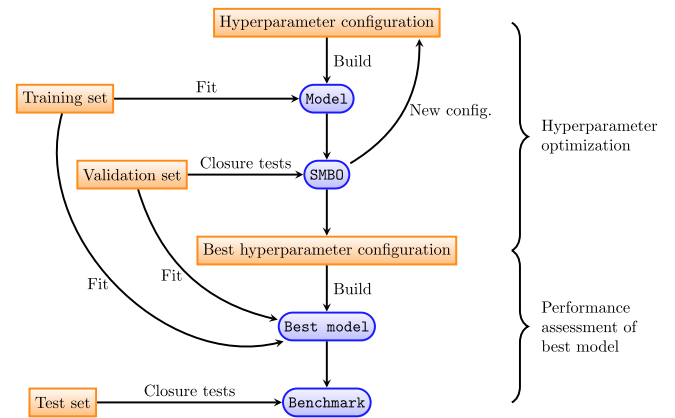 Hyperparameter configuration
Build
Fit
Training set
Model
New config.
Hyperparameter
optimization
Closure tests
Validation set
SMBO
Best hyperparameter configuration
Fit
Fit
Build
Performance
assessment of
best model
Best model
Closure tests
Test set
Benchmark